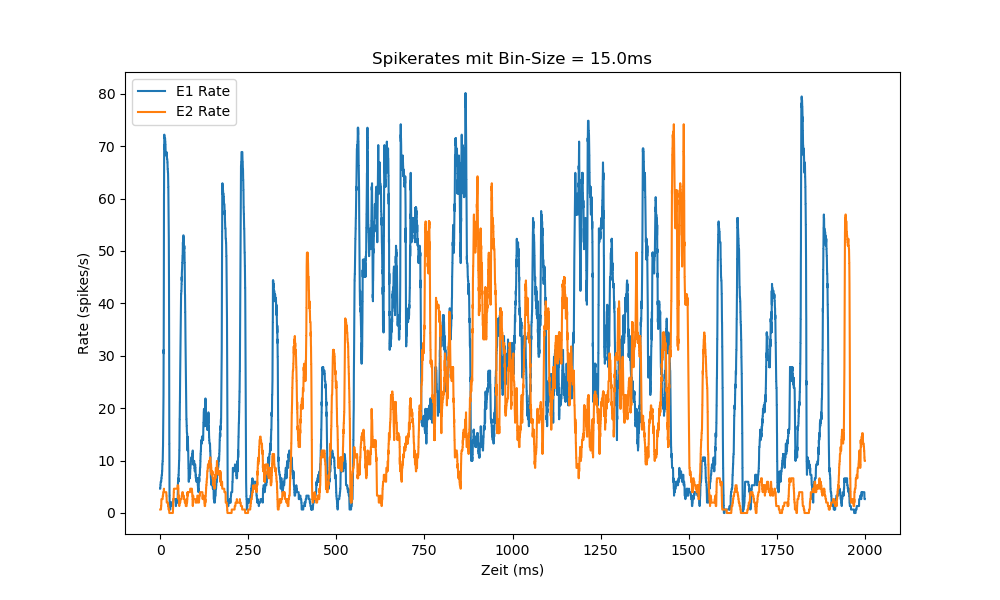 Spikerates mit Bin-Size = 15.0ms
E1 Rate
E2 Rate
80
70
60
50
40
30
20
10
0
Rate (spikes/s)
0 250 500 750 1000 1250 1500 1750 2000
Zeit (ms)